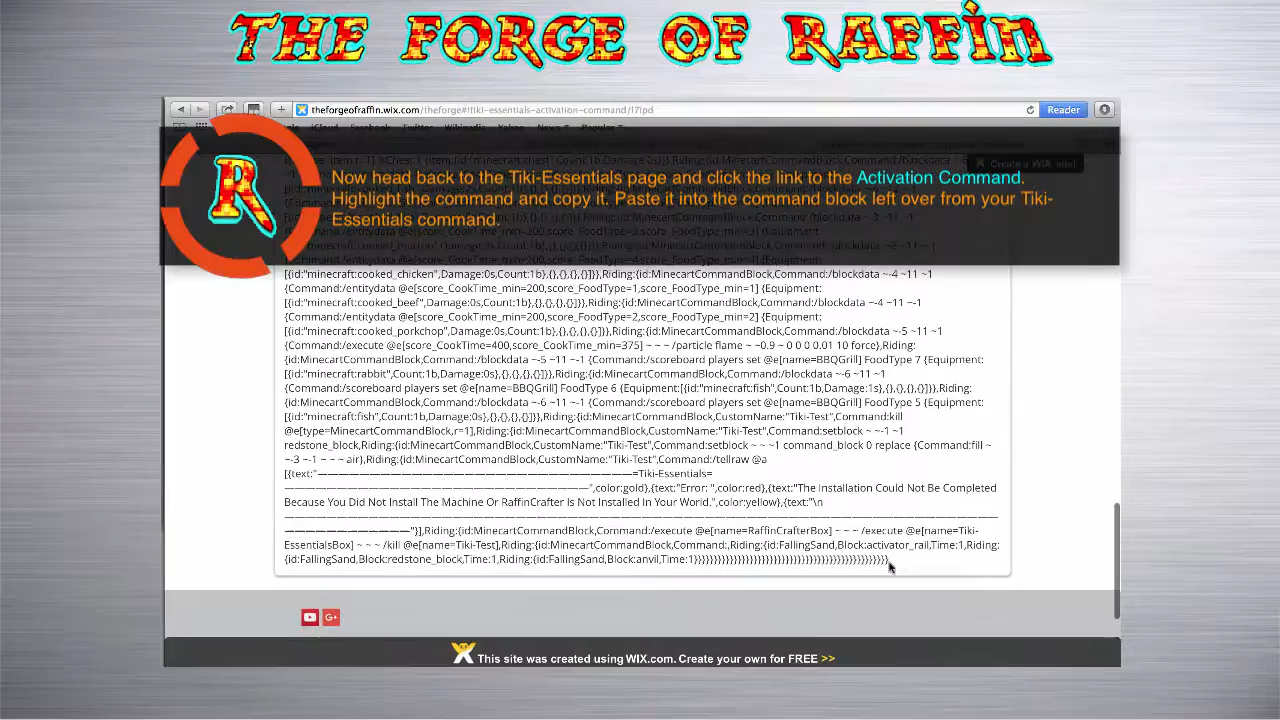 THE FORGE OF RAFFiN
theforgeofraffin.wix.com/theforge#!tiki-essentials-activation-command/l7lpd
Reader
iCloud Facebook Twitter Wikipedia Yahoo News Popular
Create a WiX site!
R
Now head back to the Tiki-Essentials page and click the link to the Activation Command.
Highlight the command and copy it. Paste it into the command block left over from your Tiki-
Essentials command.
[{id:"minecraft:cooked_chicken",Damage:0s,Count:1b},{},{},{},{}]}},Riding:{id:MinecartCommandBlock,Command:/blockdata ~-4 ~11 ~1
{Command:/entitydata @e[score_CookTime_min=200,score_FoodType=1,score_FoodType_min=1] {Equipment:
[{id:"minecraft:cooked_beef",Damage:0s,Count:1b},{},{},{},{}]}},Riding:{id:MinecartCommandBlock,Command:/blockdata ~-4 ~11 ~-1
{Command:/entitydata @e[score_CookTime_min=200,score_FoodType=2,score_FoodType_min=2] {Equipment:
[{id:"minecraft:cooked_porkchop",Damage:0s,Count:1b},{},{},{},{}]}},Riding:{id:MinecartCommandBlock,Command:/blockdata ~-5 ~11 ~1
{Command:/execute @e[score_CookTime=400,score_CookTime_min=375] ~ ~ ~ /particle flame ~ ~0.9 ~ 0 0 0 0.01 10 force},Riding:
{id:MinecartCommandBlock,Command:/blockdata ~-5 ~11 ~-1 {Command:/scoreboard players set @e[name=BBQGrill] FoodType 7 {Equipment:
[{id:"minecraft:rabbit",Count:1b,Damage:0s},{},{},{},{}]}},Riding:{id:MinecartCommandBlock,Command:/blockdata ~-6 ~11 ~1
{Command:/scoreboard players set @e[name=BBQGrill] FoodType 6 {Equipment:[{id:"minecraft:fish",Count:1b,Damage:1s},{},{},{},{}]}},Riding:
{id:MinecartCommandBlock,Command:/blockdata ~-6 ~11 ~-1 {Command:/scoreboard players set @e[name=BBQGrill] FoodType 5 {Equipment:
[{id:"minecraft:fish",Count:1b,Damage:0s},{},{},{},{}]}},Riding:{id:MinecartCommandBlock,CustomName:"Tiki-Test",Command:kill
@e[type=MinecartCommandBlock,r=1],Riding:{id:MinecartCommandBlock,CustomName:"Tiki-Test",Command:setblock ~ ~-1 ~1
redstone_block,Riding:{id:MinecartCommandBlock,CustomName:"Tiki-Test",Command:setblock ~ ~ ~1 command_block 0 replace {Command:fill ~
~-3 ~-1 ~ ~ ~ air},Riding:{id:MinecartCommandBlock,CustomName:"Tiki-Test",Command:/tellraw @a
[{text:"———————————————————————=Tiki-Essentials=
——————————————————————",color:gold},{text:"Error: ",color:red},{text:"The Installation Could Not Be Completed
Because You Did Not Install The Machine Or RaffinCrafter Is Not Installed In Your World.",color:yellow},{text:"\n
——————————————————————————————————————————————————
—————————"}],Riding:{id:MinecartCommandBlock,Command:/execute @e[name=RaffinCrafterBox] ~ ~ ~ /execute @e[name=Tiki-
EssentialsBox] ~ ~ ~ /kill @e[name=Tiki-Test],Riding:{id:MinecartCommandBlock,Command:,Riding:{id:FallingSand,Block:activator_rail,Time:1,Riding:
{id:FallingSand,Block:redstone_block,Time:1,Riding:{id:FallingSand,Block:anvil,Time:1}}}}}}}}}}}}}}}}}}}}}}}}}}}}}}}}}}}}}}}}}}}}}}
G+
WiX This site was created using WIX.com. Create your own for FREE >>